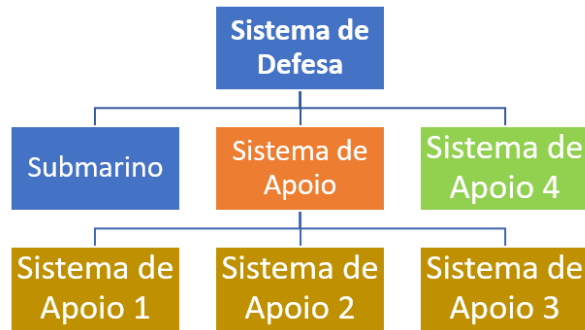 Sistema de
Defesa
Submarino
Sistema de
Apoio
Sistema de
Apoio 4
Sistema de
Apoio 1
Sistema de
Apoio 2
Sistema de
Apoio 3